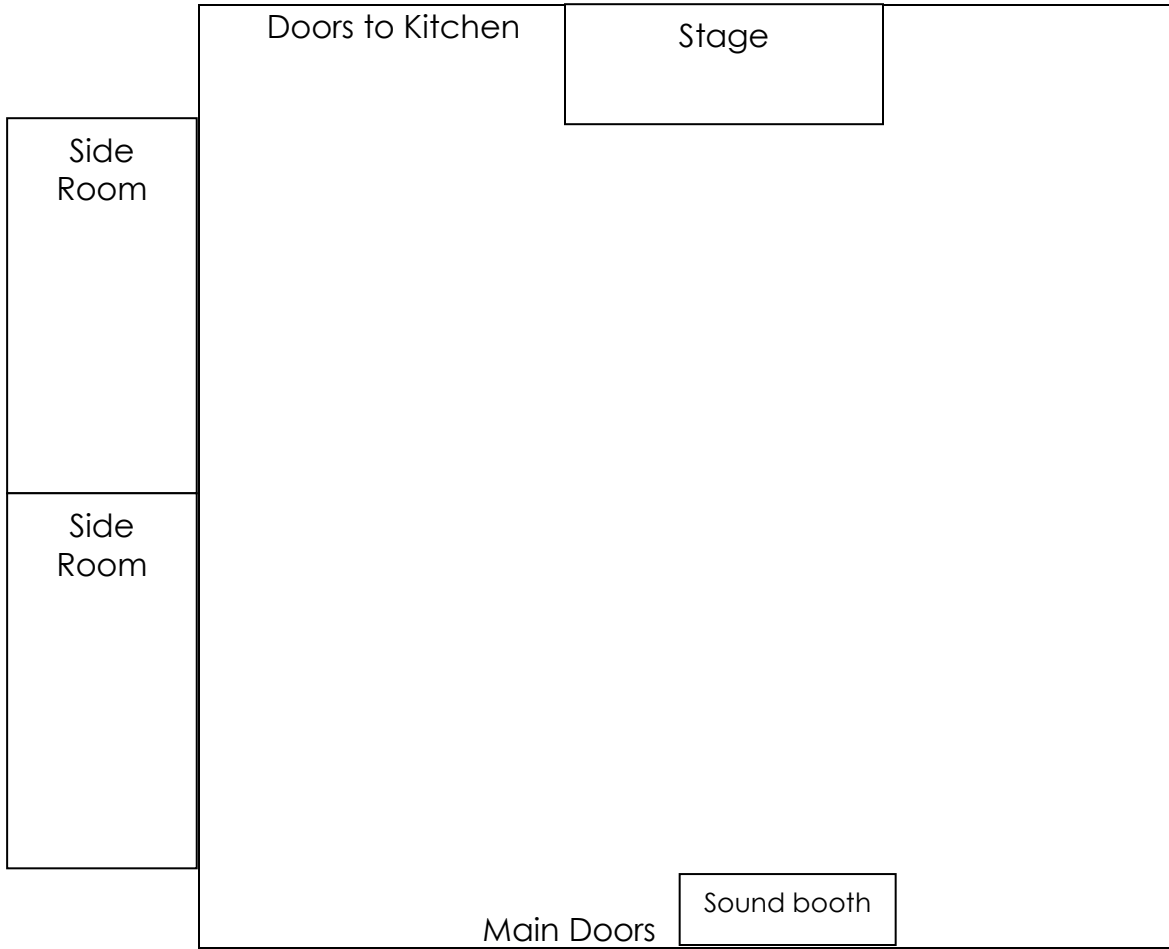 Doors to Kitchen
Stage
Side
Room
Side
Room
Sound booth
Main Doors